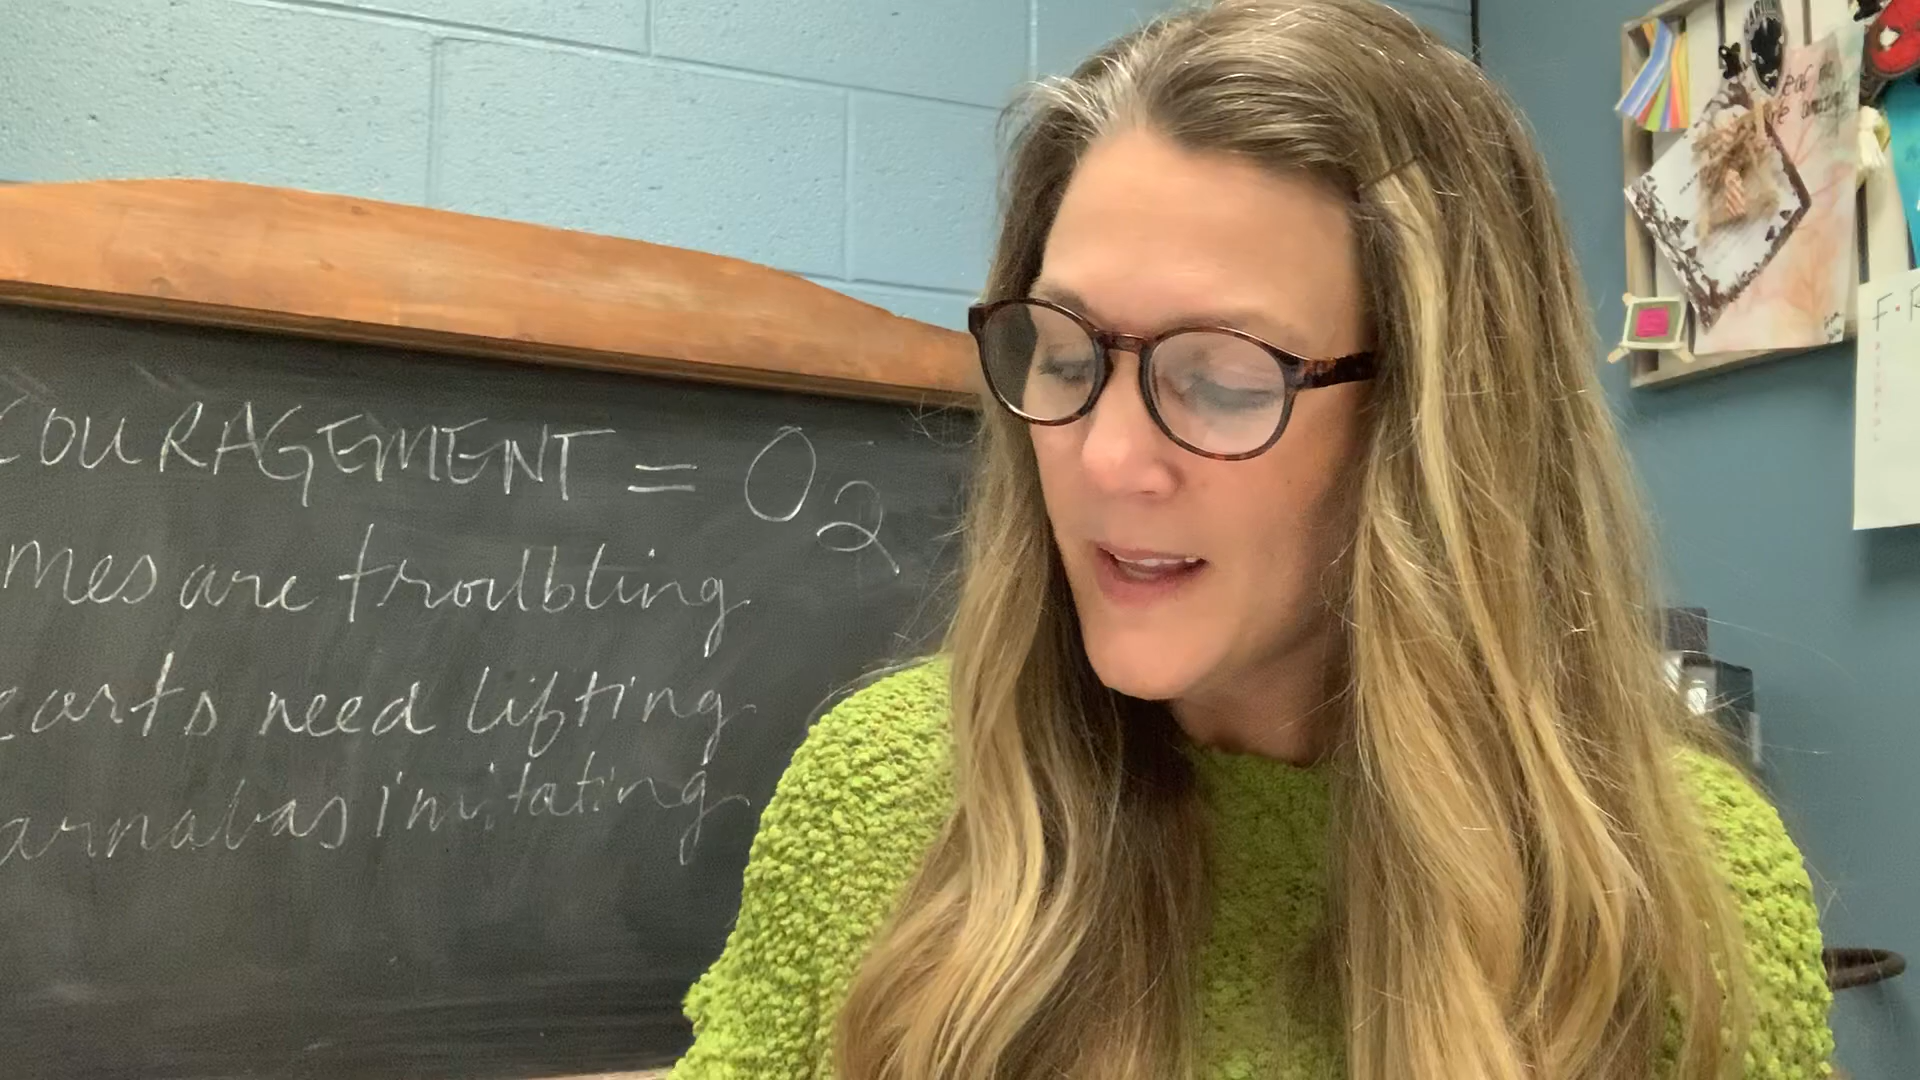 COURAGEMENT = O2
mes are troulbling
earts need lifting
arnabas imitating
F.R